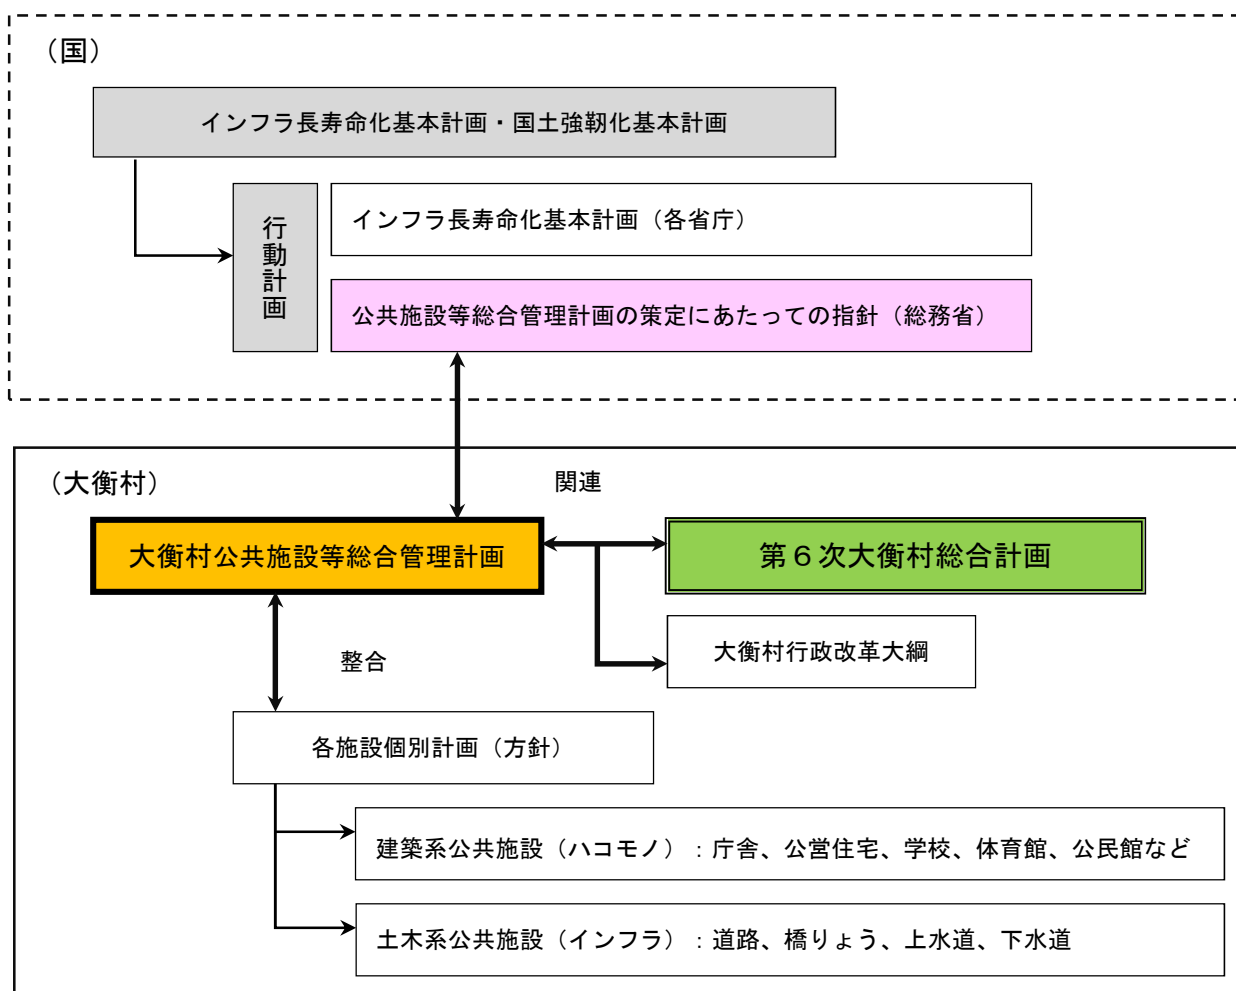 （国）
インフラ長寿命化基本計画・国土強靭化基本計画
行動計画
インフラ長寿命化基本計画（各省庁）
公共施設等総合管理計画の策定にあたっての指針（総務省）
（大衡村）
関連
大衡村公共施設等総合管理計画
第６次大衡村総合計画
大衡村行政改革大綱
整合
各施設個別計画（方針）
建築系公共施設（ハコモノ）：庁舎、公営住宅、学校、体育館、公民館など
土木系公共施設（インフラ）：道路、橋りょう、上水道、下水道